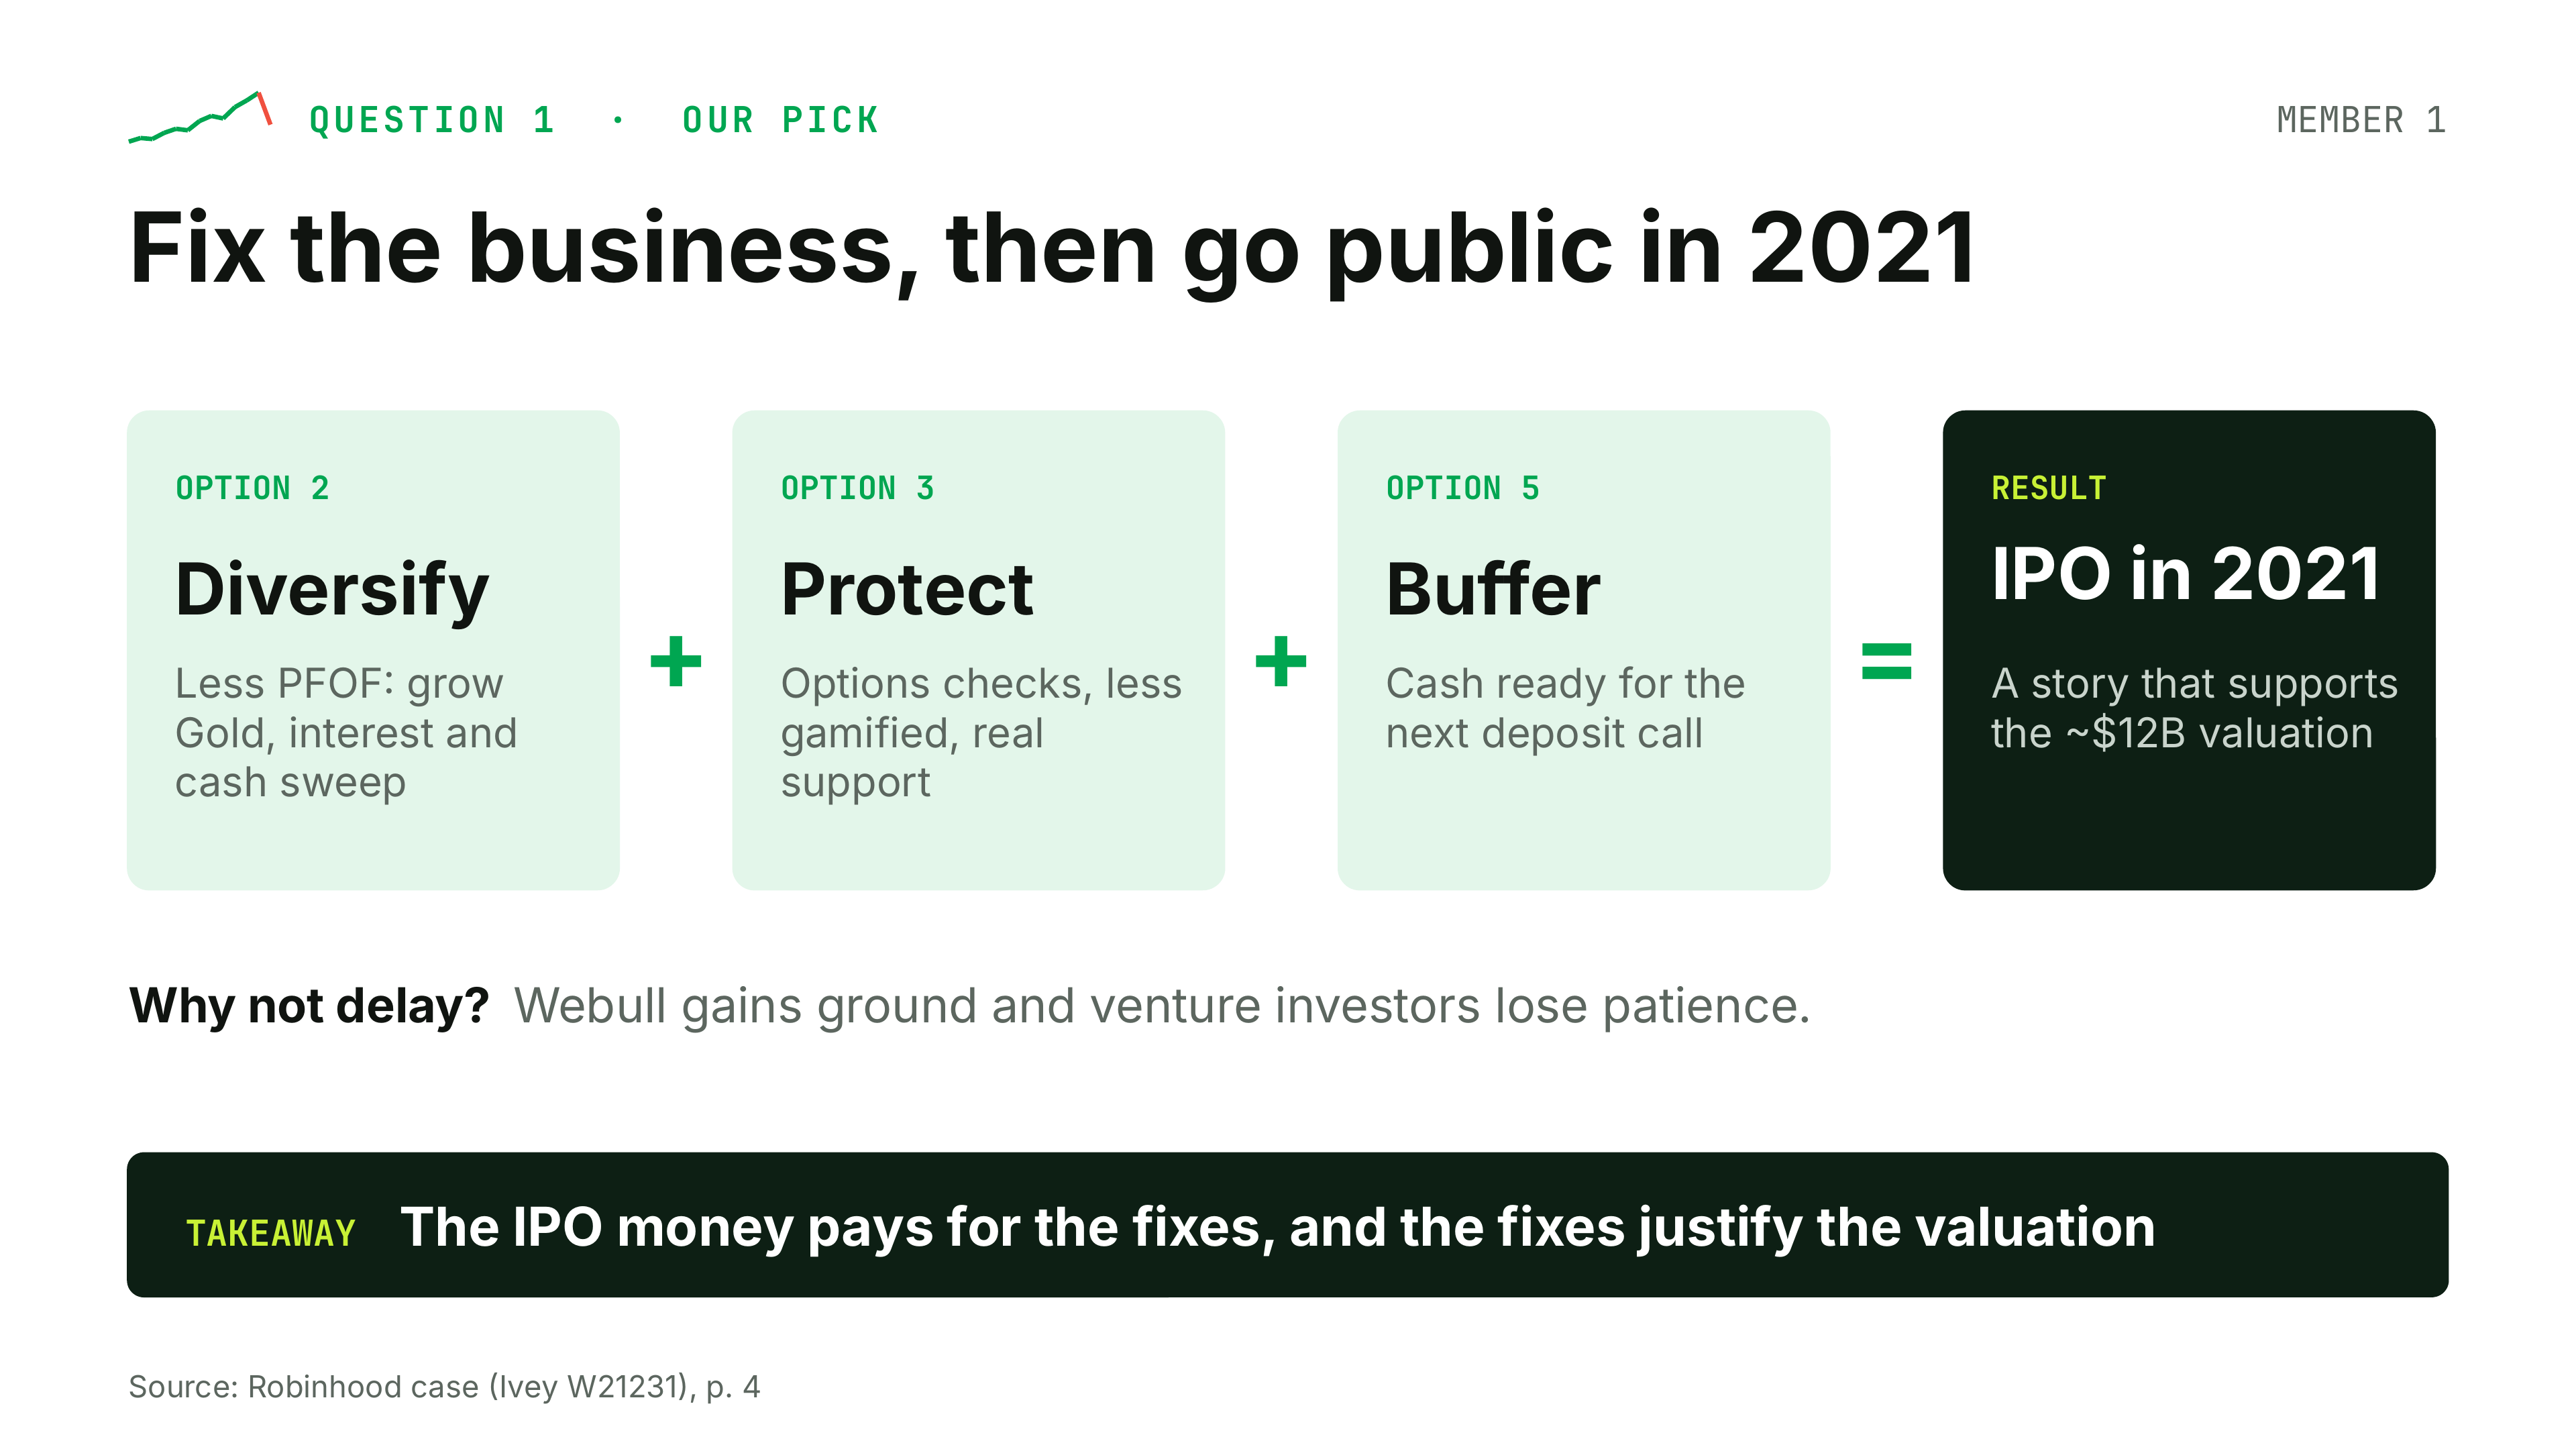 QUESTION 1 · OUR PICK
MEMBER 1
Fix the business, then go public in 2021
OPTION 2
Diversify
Less PFOF: grow
Gold, interest and
cash sweep
+
OPTION 3
Protect
Options checks, less
gamified, real
support
+
OPTION 5
Buffer
Cash ready for the
next deposit call
=
RESULT
IPO in 2021
A story that supports
the ~$12B valuation
Why not delay? Webull gains ground and venture investors lose patience.
TAKEAWAY The IPO money pays for the fixes, and the fixes justify the valuation
Source: Robinhood case (Ivey W21231), p. 4